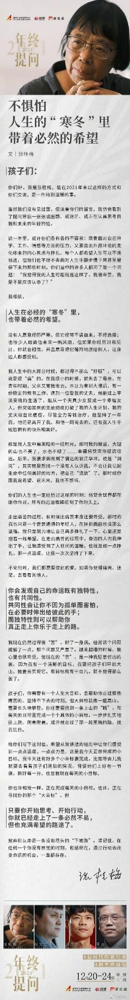 新世相
年终
2021
提问
不惧怕
人生的“寒冬”里
带着必然的希望
文｜张桂梅
孩子们：
你们好，我是张桂梅。能在2021年末以这样的方式和
你们交流，是一件特别温暖的事。
虽然我们没有见过面，但读着你们的留言，我仿佛看到
了提问背后一张张或困惑、或迷茫、或正在认真思考自
我和未来的年轻的脸。
这一年里，或许你们各有各的不容易：既要面对自己升
学、工作、情感等方面的压力，又要直面外部环境的变
化带来的内心焦虑与挣扎。每个人都希望人生可以不断
前进，但我们也不得不去面对人生中脚步慢下来甚至是
停下来的那些时刻。你们当中的许多人都问了我一个问
题：“我觉得我的人生可能就是这样了，我很辛苦，我
是不是应该认命了？”
我相信，
人生在必经的“寒冬”里，
也带着必然的希望。
没有人愿意经历严寒，但它经常不请自来，不经选择；
也很少人敢确信未来一帆风顺，但如果你经历过和见
过，你就会相信，并且愿意把它强烈地送给别人，让身
边人都感受到。
我人生中的大部分时候，都过得不那么“舒服”，可以
说是很“痛”的。在我很小的时候，就失去了母亲。在
青年时期，父亲又离我而去。本以为来到大理后，有一
份稳定的教书工作，遇到一位爱我的丈夫，就能过上平
淡安稳的生活了，能从一个天真少女变成一个幸福女
人。但突如其来的变故彻底打破了我的人生计划，我的
丈夫被查出癌症，尽管全力筹钱治疗，但坚持了一年
后，他还是离开了我。和他一同离去的，还有我人生中
短暂拥有的快乐和美好。
那是我人生中最黑暗的一段时光。那时我的眼里，大理
的山也不美了，水也不绿了……幸福感觉离你很远很
远。后来，我要求调岗到了偏远的丽江华坪。说是“调
岗”，其实就是想找一个没有人认识我，不会让我记起
生命中任何美好的地方，把自己“流放”了。那时候你
跟我说希望、说未来，我也不想听。
你们的人生也一定经历过这样的时刻：感觉全世界都在
跟你作对，所有的厄运都降临到了你的头上。
走出痛苦的过程，有时候比痛苦本身还要难受。那时的
我也只是一个普普通通的年轻人，在挫折面前也没那么
坚强。我只是努力地让自己再多挣扎了一下，心里还是
抱着一线希望。在走出痛苦的过程中，身边的人向我伸
出了手，让我感受到了人世间的温暖。也就是那一点挣
扎，那一点温暖，让我一次次坚持了下来。
不论何时，我们都需要彼此的爱。如果你觉得痛苦、迷
茫，去看看其他人，
你会发现自己的命运既有独特性，
也有共同性。
共同性会让你不因为孤单而害怕，
在必要时伸出给彼此的手；
而独特性则可以帮助你
真正走上你乐于走上的路。
我现在仍然过得很“苦”，积了一身病。经常这个问题
缓解了一点，那个问题又严重了。越来越糟的时候，我
心里也很难受。但现在的“苦”，是一种我愿意付出的
苦。因为我有一个清晰的目标，我要把孩子们带出大
山，我要去实现它。有目标就有干劲儿，就不觉得那么
苦了。
孩子们，你需要有一个人生大目标，去帮助你走过那些
痛苦的、坚持不下去的时刻。但大目标就像一座高山，
需要长久地攀登。你还需要找到一条上山的“路”，在
每天的日常里完成一个个具体的小目标，一步步扎实地
往上爬。爬着爬着，或许就走过了那一段黑暗的路，拨
云见日。
给你们写下这封信，希望从我讲述的经历中让你们感受
到一点点温暖，一点点力量。这是我今天正在完成的小
目标。我今天还有好多个小目标要完成，比如等会儿我
就要去看看孩子们测验的情况。督促她们上好每一节
课，抓好每一分，也是我现在每天的小目标。
你也许和我一样，正在完成每天的小目标。也许，正在
寻找你的那个“大目标”。但
只要你开始思考、开始行动，
你就已经走上了一条必然不易，
但也充满希望的路途了。
放弃和认命是一条没有尽头的“下坡路”。请记住，在
任何一个你没有察觉的时刻，包括现在，通过行动去改
变命运的机会，一直都存在。
张桂梅
张桂梅
张文宏
苏炳添
王赤
年终
2021
提问
4位时代的前行者
4封年终回信
12月20-24日
陆续
上线
新世相